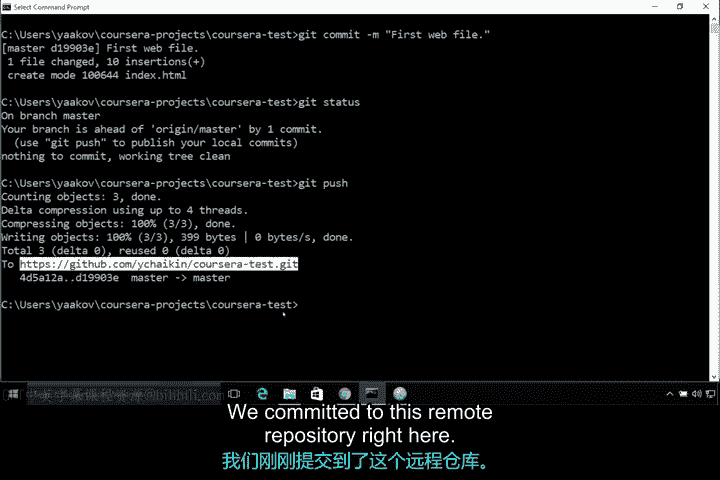 Select Command Prompt
C:\Users\yaakov\coursera-projects\coursera-test>git commit -m "First web file."
[master d19903e] First web file.
1 file changed, 10 insertions(+)
create mode 100644 index.html
C:\Users\yaakov\coursera-projects\coursera-test>git status
On branch master
Your branch is ahead of 'origin/master' by 1 commit.
(use "git push" to publish your local commits)
nothing to commit, working tree clean
C:\Users\yaakov\coursera-projects\coursera-test>git push
Counting objects: 3, done.
Delta compression using up to 4 threads.
Compressing objects: 100% (3/3), done.
Writing objects: 100% (3/3), 399 bytes | 0 bytes/s, done.
Total 3 (delta 0), reused 0 (delta 0)
To https://github.com/ychaikin/coursera-test.git
4d5a12a..d19903e master -> master
C:\Users\yaakov\coursera-projects\coursera-test>
@bilibili.com
We committed to this remote
repository right here.
我们刚刚提交到了这个远程仓库。